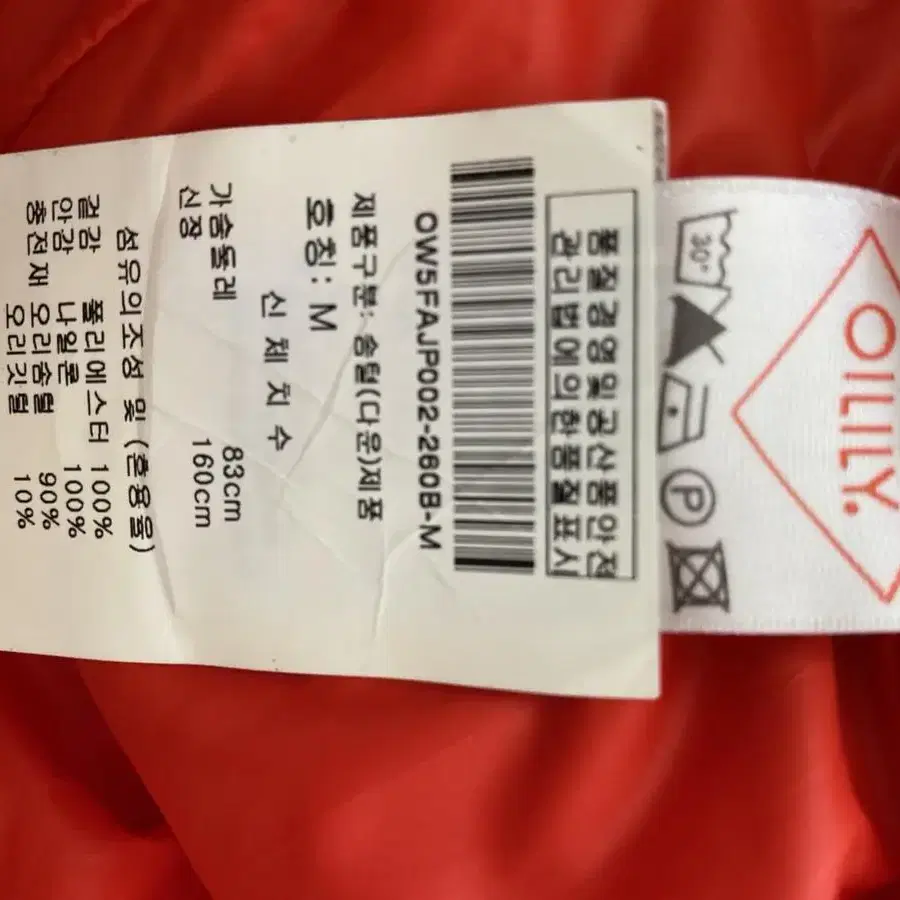 OILILY.
30°
P
품질경영및공산품안전
관리법에의한품질표시
OW5FAJP002-260B-M
제품구분: 솜털(다운)제품
호칭: M
신 체 치 수
가슴둘레 83cm
신장 160cm
섬유의조성 및 (혼용율)
겉감 폴리에스터 100%
안감 나일론 100%
충전재 오리솜털 90%
오리깃털 10%